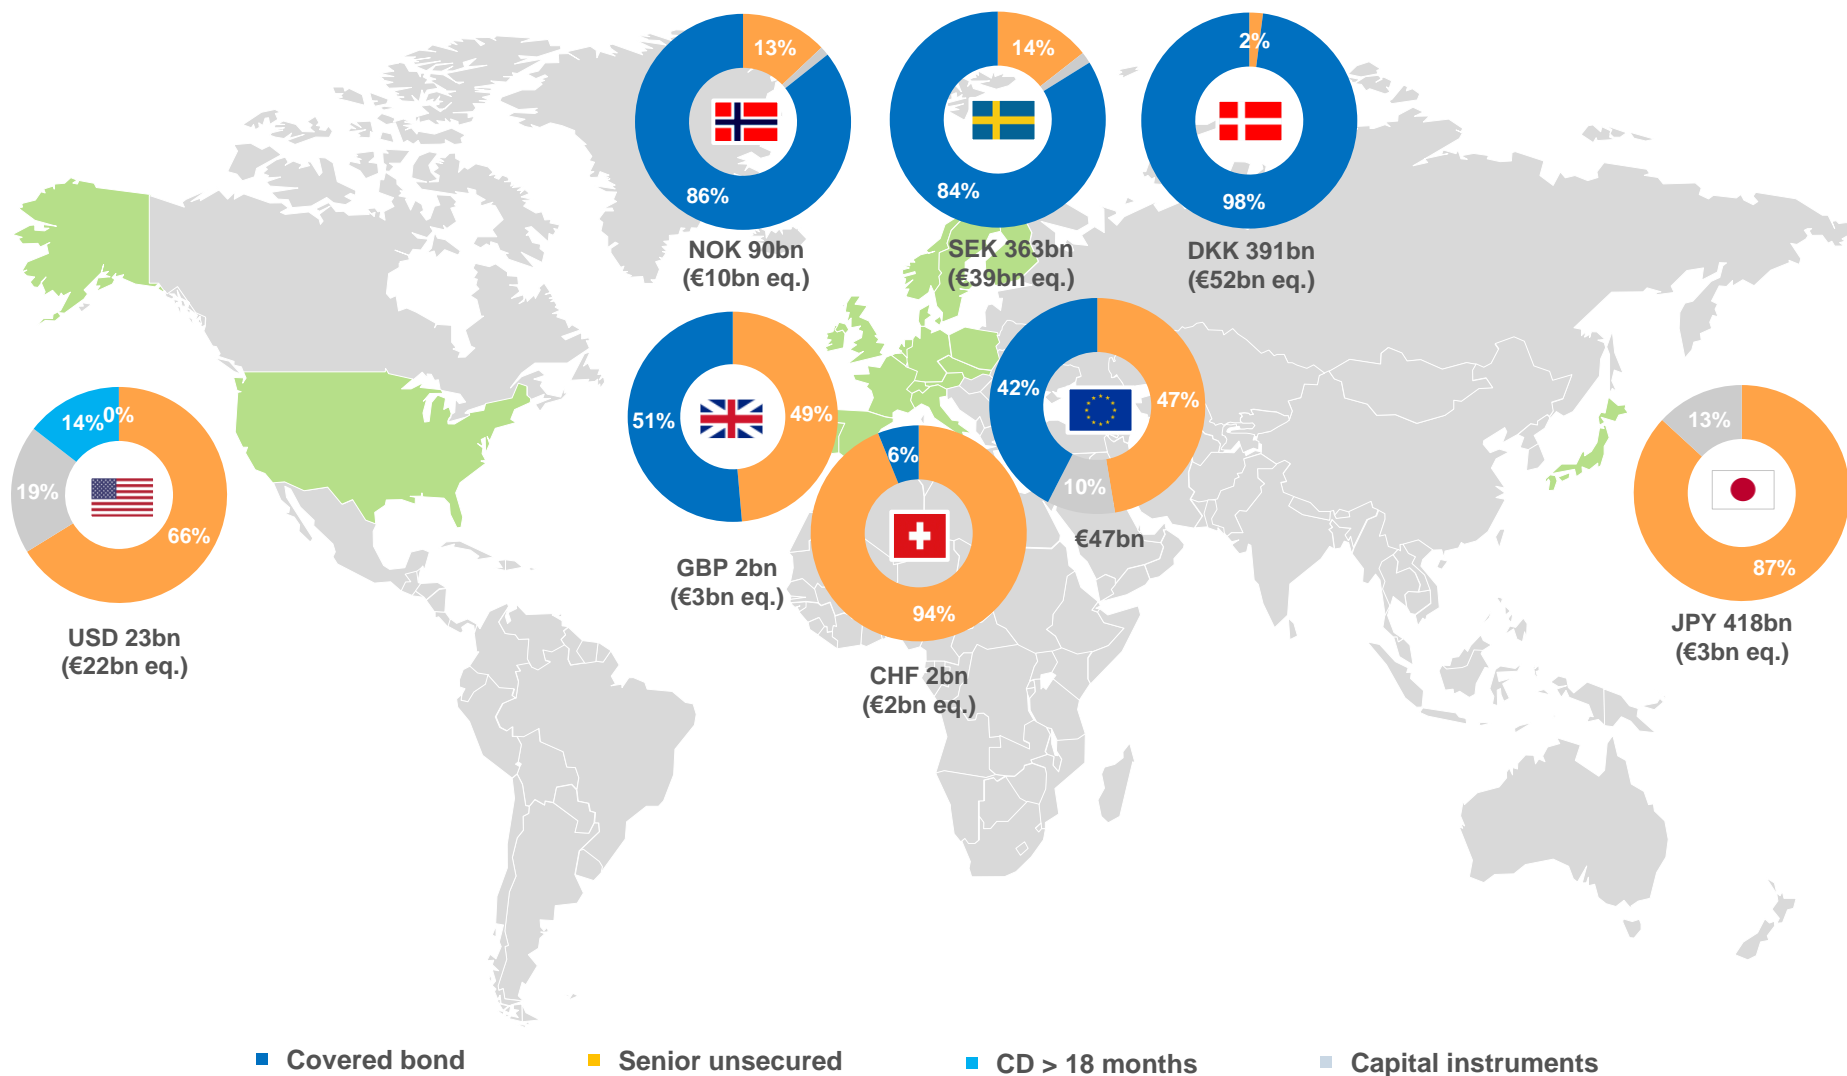 13%
86%
NOK 90bn
(€10bn eq.)
14%
84%
SEK 363bn
(€39bn eq.)
2%
98%
DKK 391bn
(€52bn eq.)
14%
0%
19%
66%
USD 23bn
(€22bn eq.)
51%
49%
GBP 2bn
(€3bn eq.)
6%
94%
CHF 2bn
(€2bn eq.)
42%
47%
10%
€47bn
13%
87%
JPY 418bn
(€3bn eq.)
Covered bond
Senior unsecured
CD > 18 months
Capital instruments